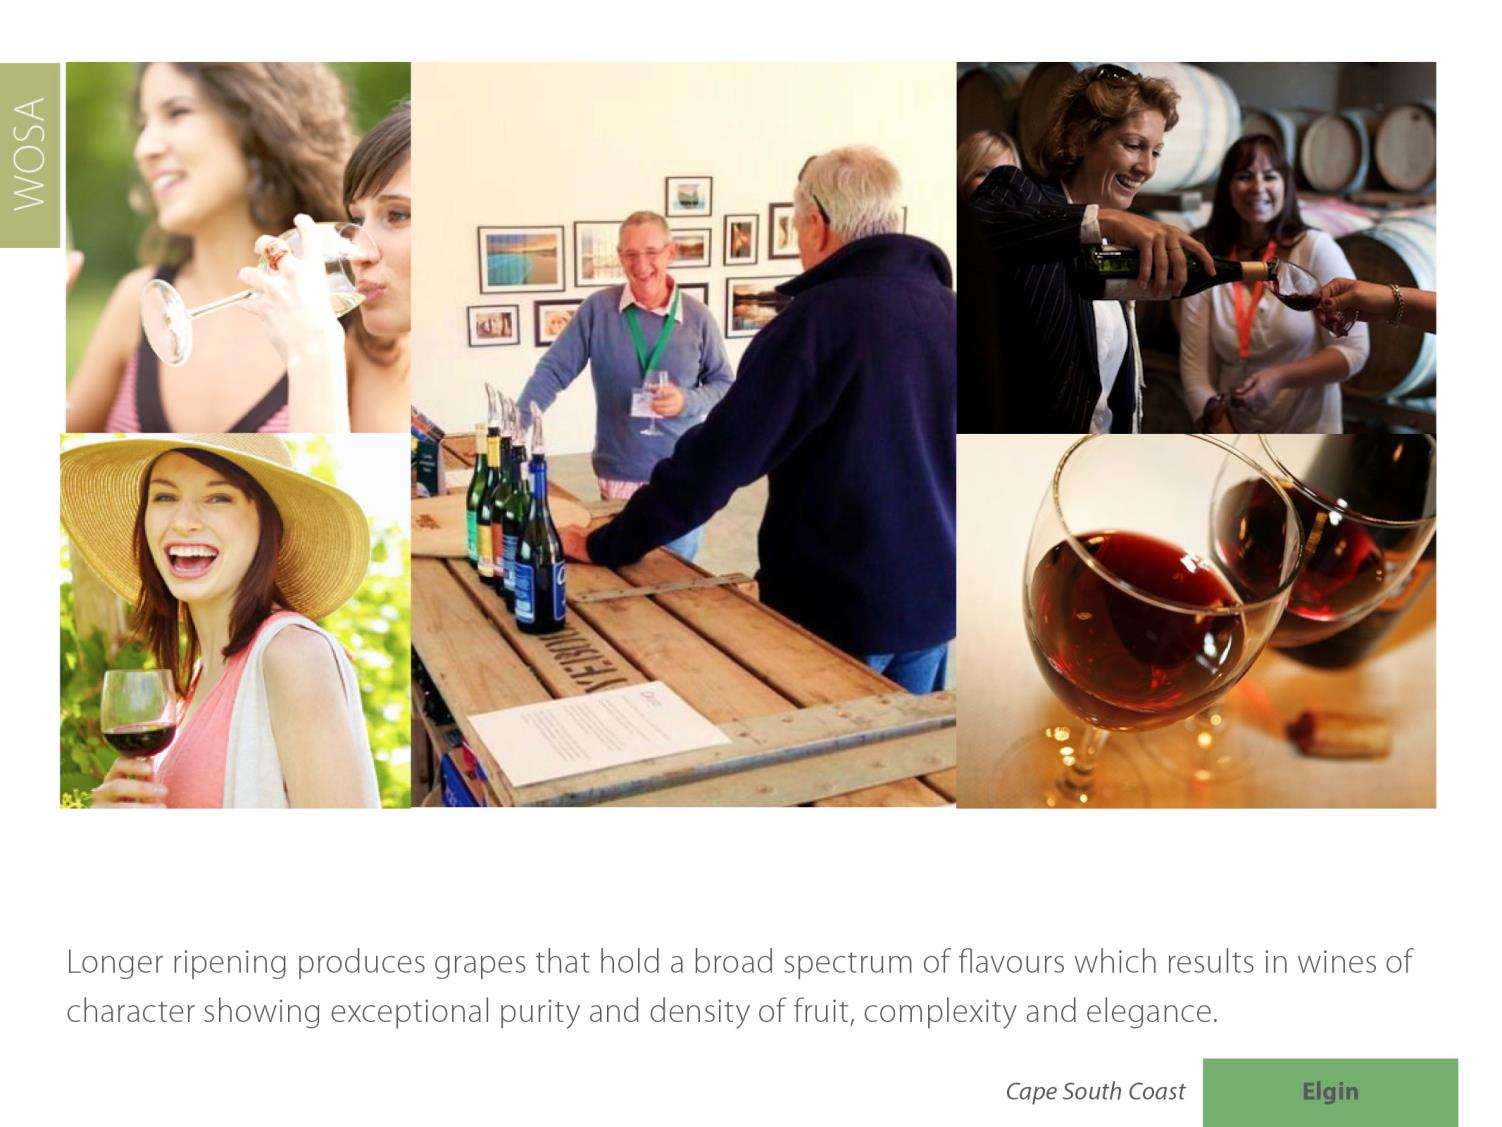 WOSA
Longer ripening produces grapes that hold a broad spectrum of flavours which results in wines of
character showing exceptional purity and density of fruit, complexity and elegance.
Cape South Coast
Elgin